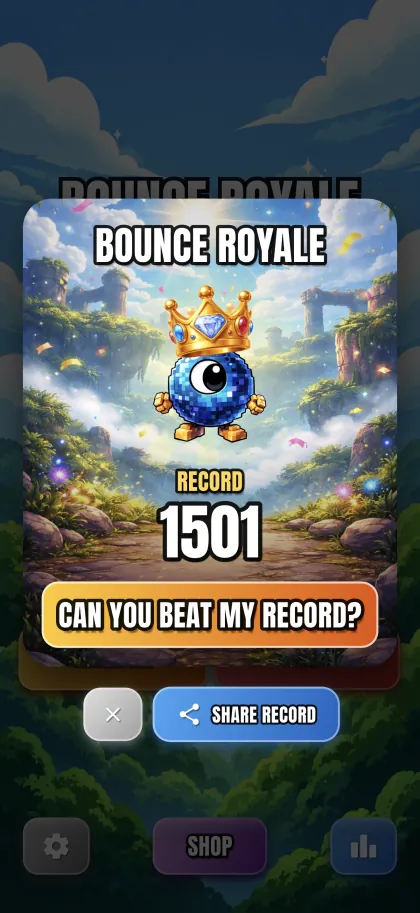 BOUNCE ROYALE
BOUNCE ROYALE
RECORD
1501
CAN YOU BEAT MY RECORD?
SHARE RECORD
SHOP